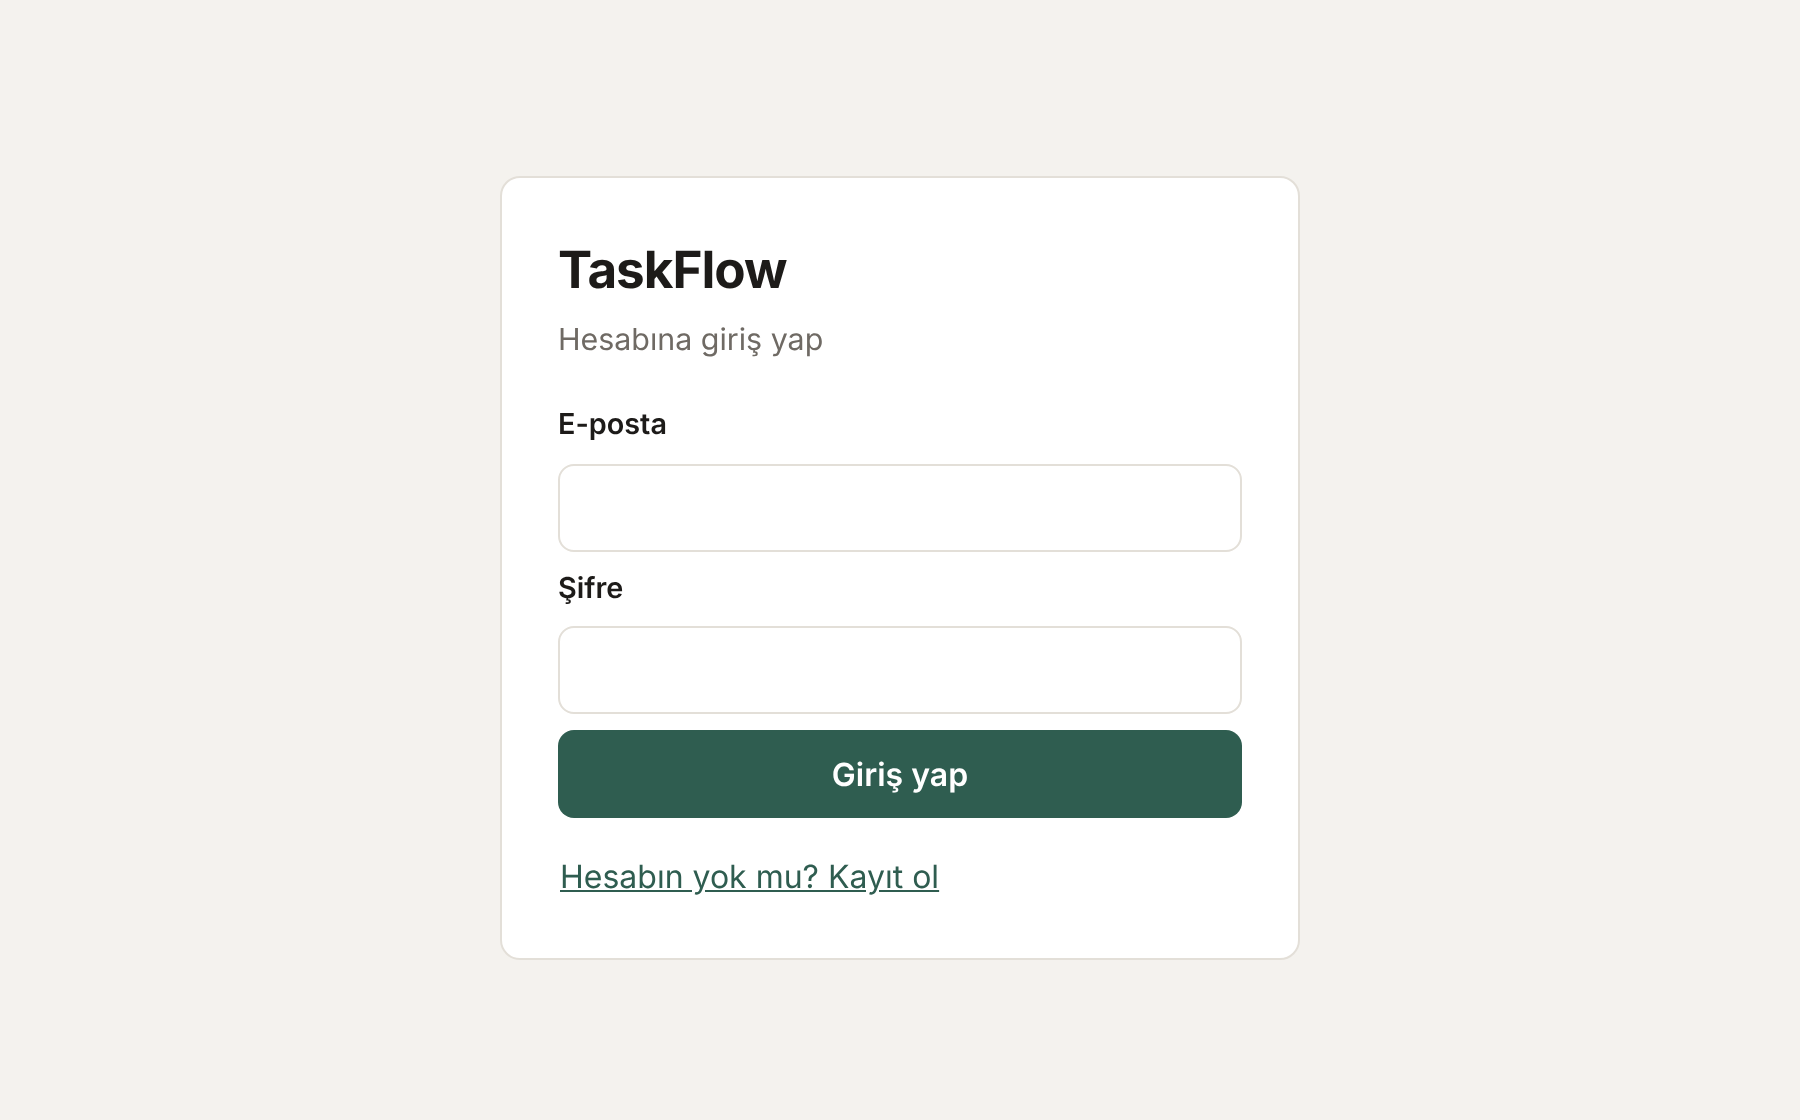 TaskFlow
Hesabına giriş yap
E-posta
Şifre
Giriş yap
Hesabın yok mu? Kayıt ol